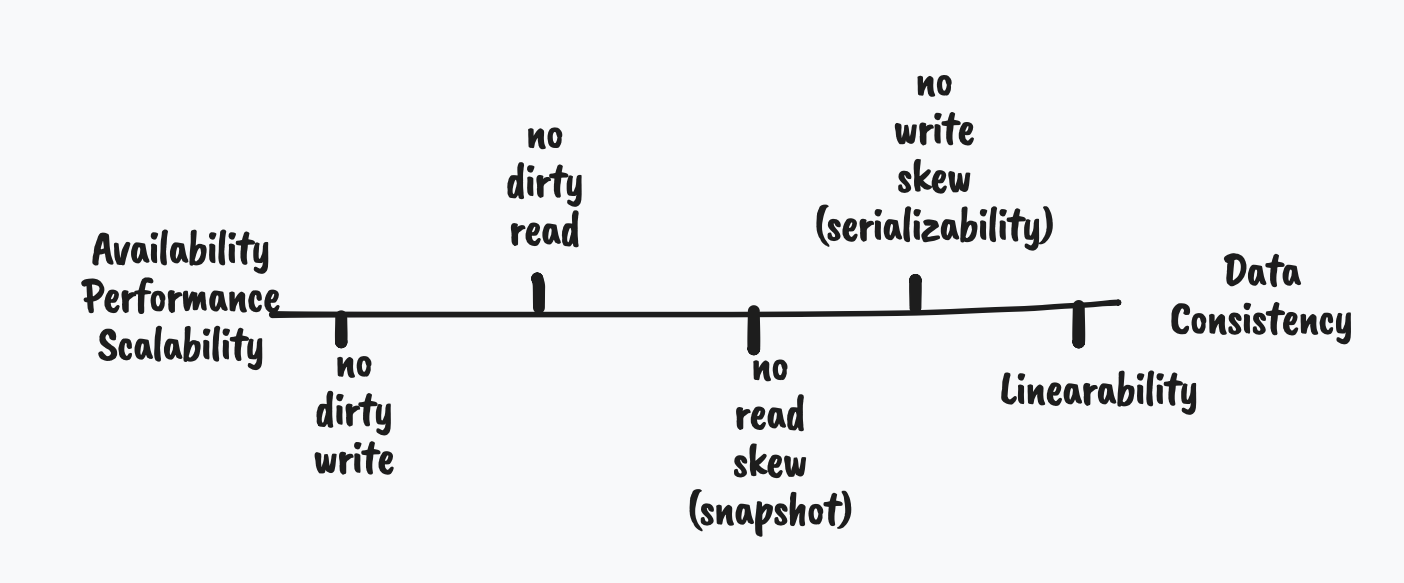 Availability
Performance
Scalability
no
dirty
write
no
dirty
read
no
read
skew
(snapshot)
no
write
skew
(serializability)
Linearability
Data
Consistency